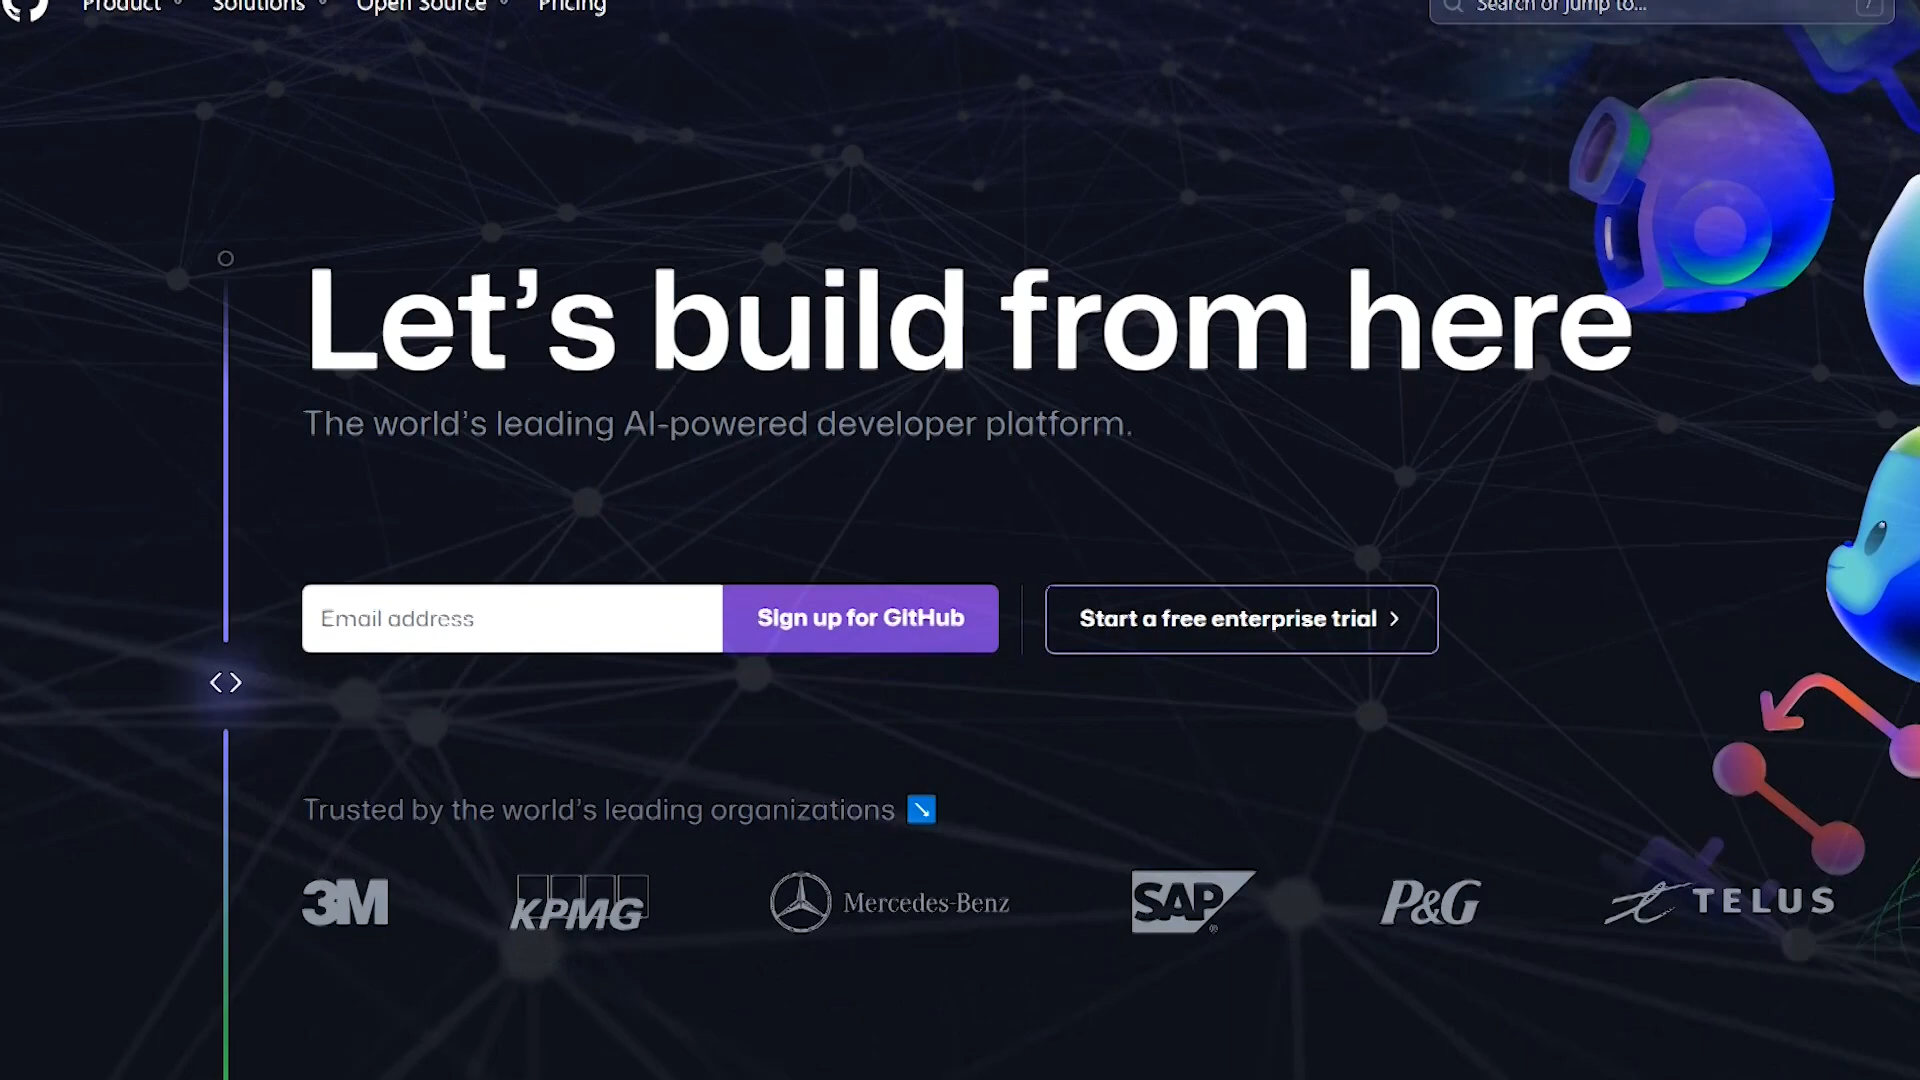 Product Solutions Open Source Pricing
Search or jump to... /
Let’s build from here
The world’s leading AI-powered developer platform.
Email address
Sign up for GitHub
Start a free enterprise trial
Trusted by the world’s leading organizations
3M KPMG Mercedes-Benz SAP ® P&G TELUS